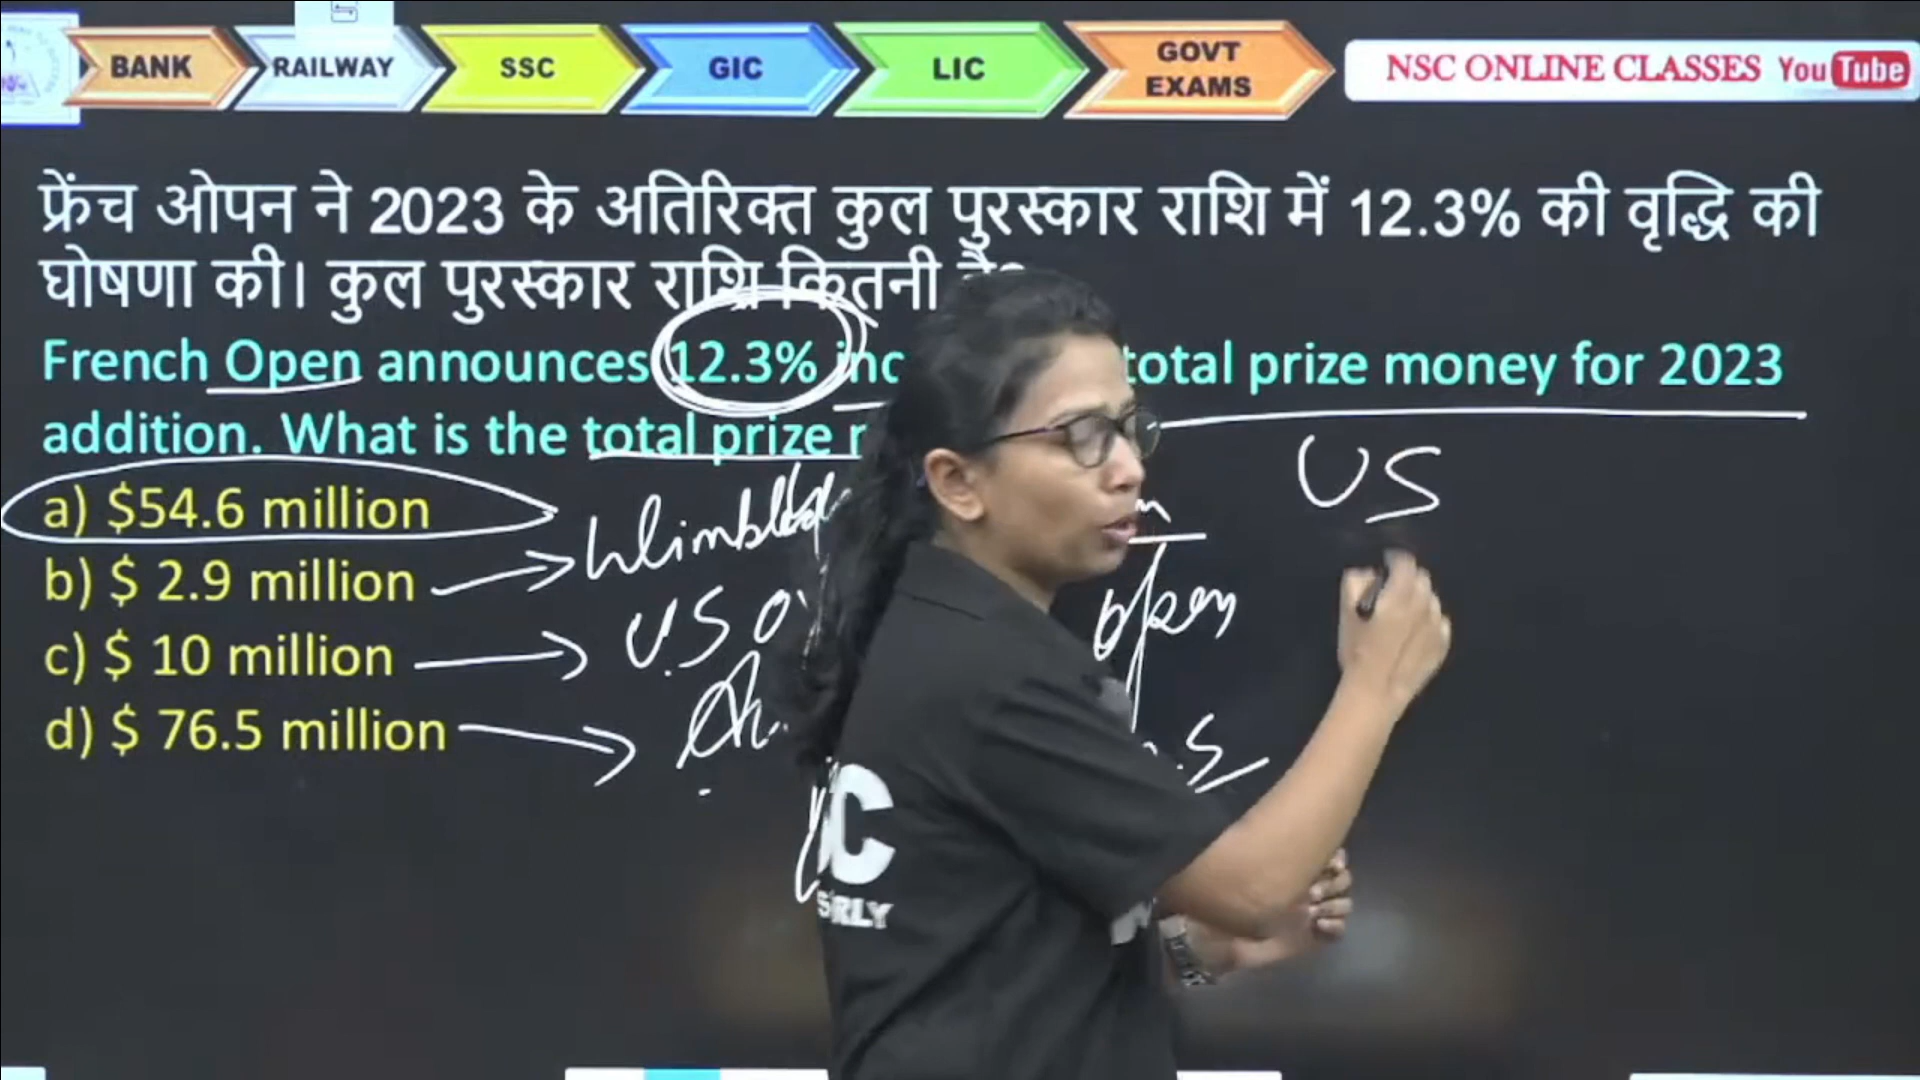 BANK
RAILWAY
SSC
GIC
LIC
GOVT
EXAMS
NSC ONLINE CLASSES YouTube
फ्रेंच ओपन ने 2023 के अतिरिक्त कुल पुरस्कार राशि में 12.3% की वृद्धि की
घोषणा की। कुल पुरस्कार राशि कितनी
French Open announces 12.3% total prize money for 2023
addition. What is the total prize
a) $54.6 million
b) $ 2.9 million
c) $ 10 million
d) $ 76.5 million
US
U.S
open